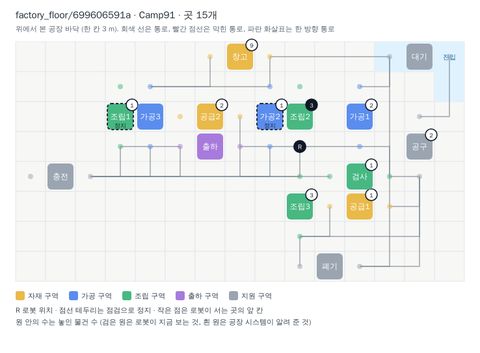 factory_floor/699606591a · Camp91 · 곳 15개
위에서 본 공장 바닥 (한 칸 3 m). 회색 선은 통로, 빨간 점선은 막힌 통로, 파란 화살표는 한 방향 통로
창고 9
대기
진입
조립1 1
정지
가공3
공급2 2
가공2 1
정지
조립2 3
가공1 2
출하
R
공구 2
충전
검사 1
조립3 3
공급1 1
폐기
자재 구역 가공 구역 조립 구역 출하 구역 지원 구역
R 로봇 위치 · 점선 테두리는 점검으로 정지 · 작은 점은 로봇이 서는 곳의 앞 칸
원 안의 수는 놓인 물건 수 (검은 원은 로봇이 지금 보는 것, 흰 원은 공장 시스템이 알려 준 것)